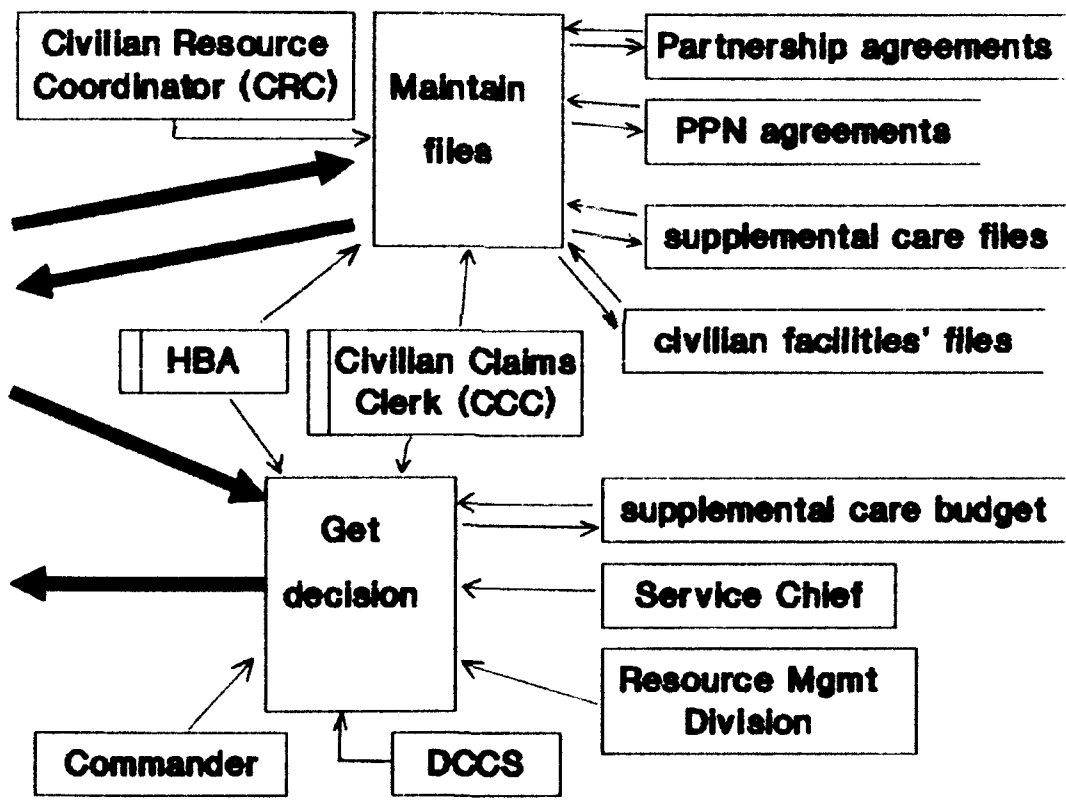 Civilian Resource
Coordinator (CRC)
Maintain
files
Partnership agreements
PPN agreements
supplemental care files
civilian facilities' files
HBA
Civilian Claims
Clerk (CCC)
Get
decision
supplemental care budget
Service Chief
Resource Mgmt
Division
Commander
DCCS